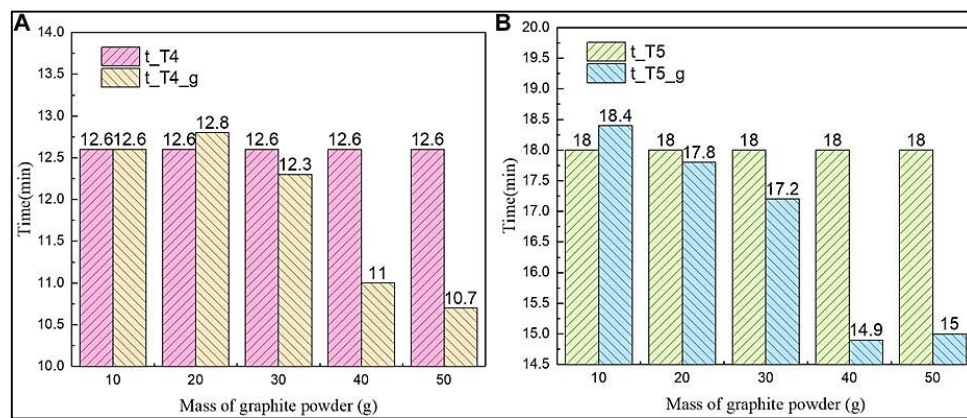 A
14.0
13.5
13.0
12.5
12.0
11.5
11.0
10.5
10.0
Time(min)
t_T4
t_T4_g
12.6 12.6
12.6 12.8
12.6 12.3
12.6 11
12.6 10.7
10 20 30 40 50
Mass of graphite powder (g)
B
20.0
19.5
19.0
18.5
18.0
17.5
17.0
16.5
16.0
15.5
15.0
14.5
Time(min)
t_T5
t_T5_g
18 18.4
18 17.8
18 17.2
18 14.9
18 15
10 20 30 40 50
Mass of graphite powder (g)